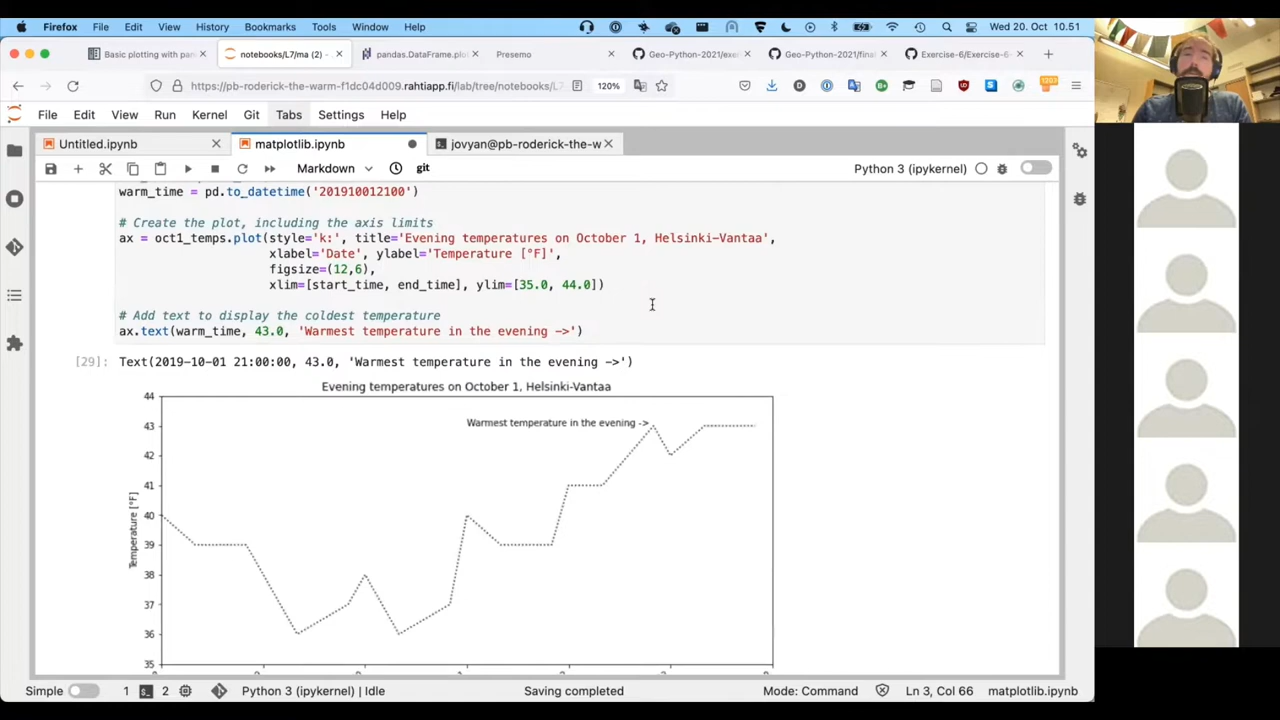 Firefox File Edit View History Bookmarks Tools Window Help Wed 20. Oct 10.51
Basic plotting with pan
notebooks/L7/ma (2) -
pandas.DataFrame.plo
Presemo
Geo-Python-2021/exer
Geo-Python-2021/final
Exercise-6/Exercise-6
https://pb-roderick-the-warm-f1dc04d009.rahtiapp.fi/lab/tree/notebooks/L7 120%
File Edit View Run Kernel Git Tabs Settings Help
Untitled.ipynb
matplotlib.ipynb
jovyan@pb-roderick-the-w
Markdown
git
Python 3 (ipykernel)
warm_time = pd.to_datetime('201910012100')
# Create the plot, including the axis limits
ax = oct1_temps.plot(style='k:', title='Evening temperatures on October 1, Helsinki-Vantaa',
xlabel='Date', ylabel='Temperature [°F]',
figsize=(12,6),
xlim=[start_time, end_time], ylim=[35.0, 44.0])
# Add text to display the coldest temperature
ax.text(warm_time, 43.0, 'Warmest temperature in the evening ->')
[29]: Text(2019-10-01 21:00:00, 43.0, 'Warmest temperature in the evening ->')
Evening temperatures on October 1, Helsinki-Vantaa
44
43
42
41
40
39
38
37
36
35
Temperature [°F]
Warmest temperature in the evening ->
Simple 1 2 Python 3 (ipykernel) | Idle Saving completed Mode: Command Ln 3, Col 66 matplotlib.ipynb